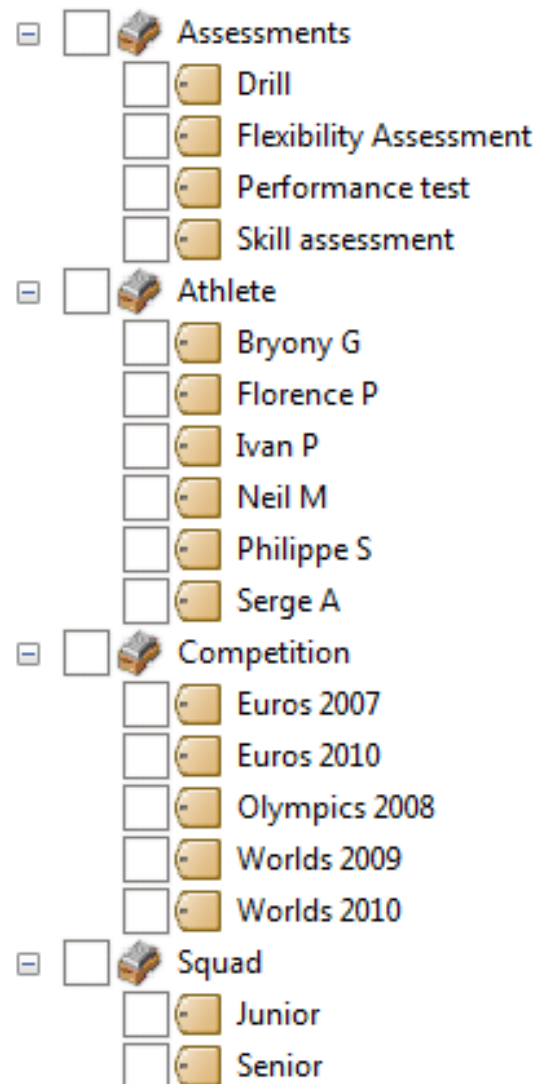 Assessments
Drill
Flexibility Assessment
Performance test
Skill assessment
Athlete
Bryony G
Florence P
Ivan P
Neil M
Philippe S
Serge A
Competition
Euros 2007
Euros 2010
Olympics 2008
Worlds 2009
Worlds 2010
Squad
Junior
Senior